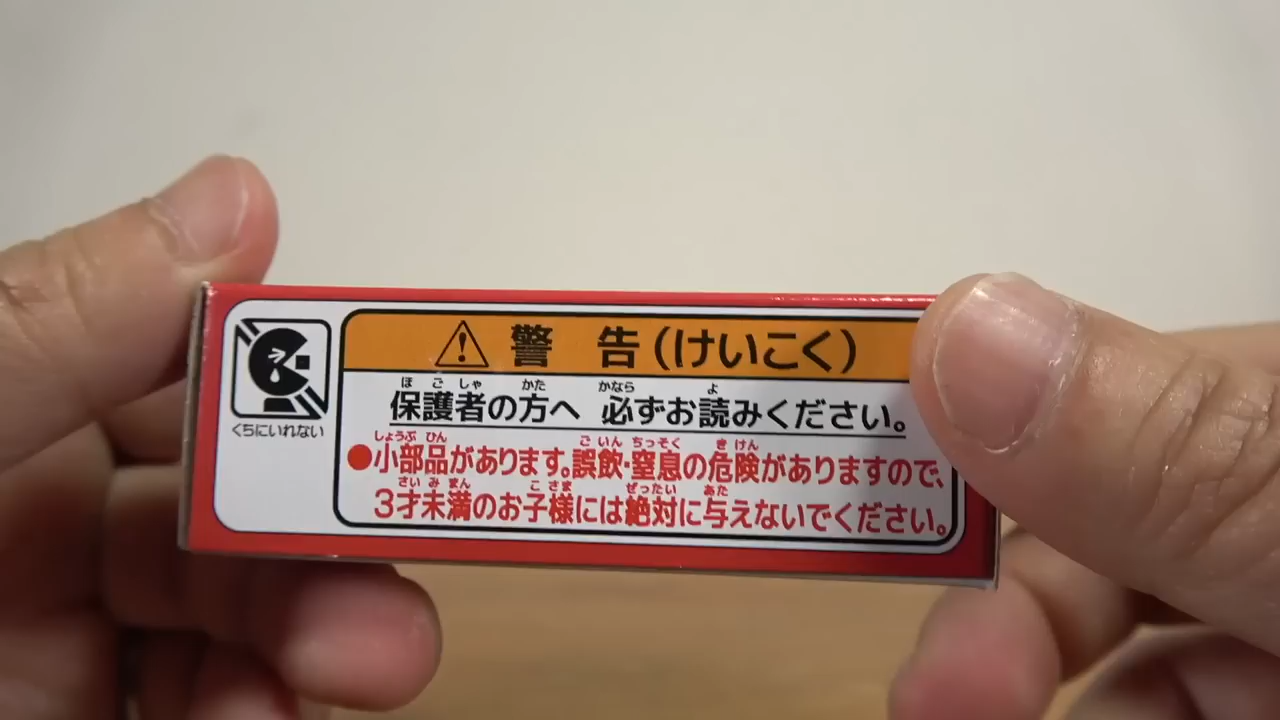 警 告(けいこく)
くちにいれない
ほ ご しゃ かた かなら よ
保護者の方へ 必ずお読みください。
しょうぶ ひん ご いん ちっそく き けん
●小部品があります。誤飲・窒息の危険がありますので、
さい み まん こ さま ぜったい あた
3才未満のお子様には絶対に与えないでください。